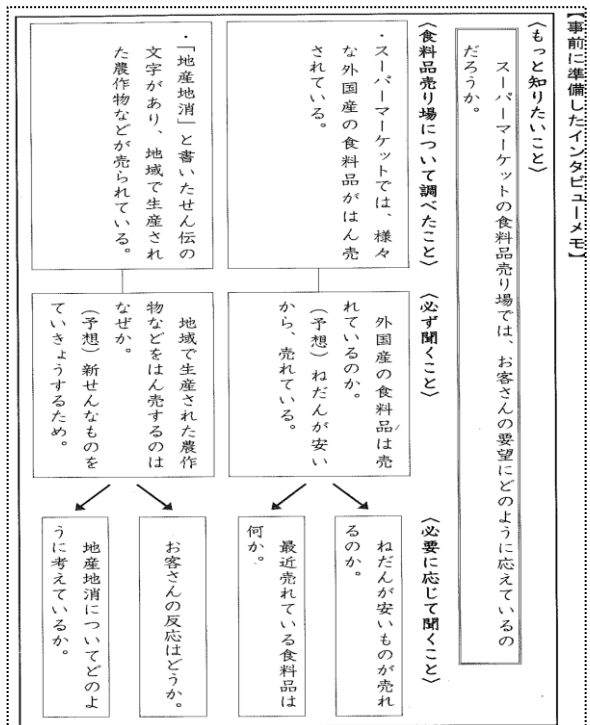 【事前に準備したインタビューメモ】
〈もっと知りたいこと〉
スーパーマーケットの食料品売り場では、お客さんの要望にどのように応えているの
だろうか。
〈食料品売り場について調べたこと〉
・スーパーマーケットでは、様々
な外国産の食料品がはん売
されている。
・「地産地消」と書いたせん伝の
文字があり、地域で生産され
た農作物などが売られている。
〈必ず聞くこと〉
外国産の食料品は売
れているのか。
（予想）ねだんが安い
から、売れている。
地域で生産された農作
物などをはん売するのは
なぜか。
（予想）新せんなものを
ていきょうするため。
〈必要に応じて聞くこと〉
ねだんが安いものが売れ
るのか。
最近売れている食料品は
何か。
お客さんの反応はどうか。
地産地消についてどのよ
うに考えているか。